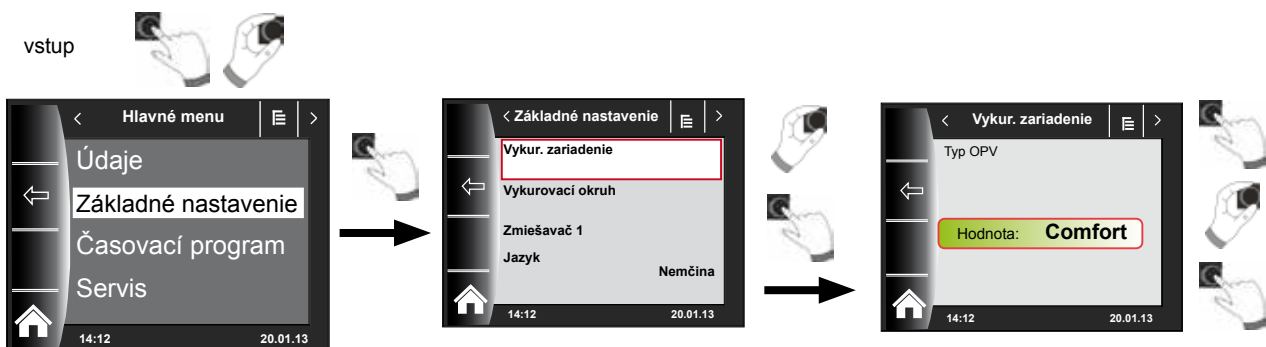 vstup
Hlavné menu
Údaje
Základné nastavenie
Časovací program
Servis
14:12 20.01.13
Základné nastavenie
Vykur. zariadenie
Vykurovací okruh
Zmiešavač 1
Jazyk
Nemčina
14:12 20.01.13
Vykur. zariadenie
Typ OPV
Hodnota: Comfort
14:12 20.01.13